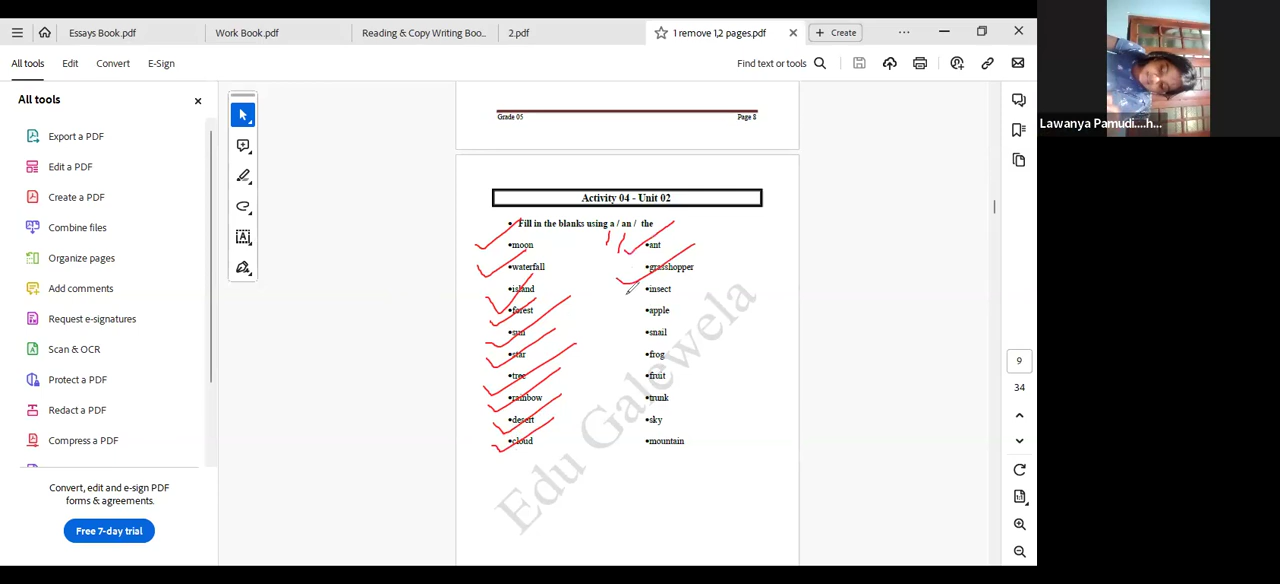 Essays Book.pdf
Work Book.pdf
Reading & Copy Writing Boo...
2.pdf
1 remove 1,2 pages.pdf
Create
All tools
Edit
Convert
E-Sign
Find text or tools
All tools
Export a PDF
Edit a PDF
Create a PDF
Combine files
Organize pages
Add comments
Request e-signatures
Scan & OCR
Protect a PDF
Redact a PDF
Compress a PDF
Convert, edit and e-sign PDF
forms & agreements.
Free 7-day trial
Grade 05 Page 8
Activity 04 - Unit 02
• Fill in the blanks using a / an / the
•moon
•waterfall
•island
•forest
•sun
•star
•tree
•rainbow
•desert
•cloud
•ant
•grasshopper
•insect
•apple
•snail
•frog
•fruit
•trunk
•sky
•mountain
Edu Galewela
9
34
Lawanya Pamudi....h...